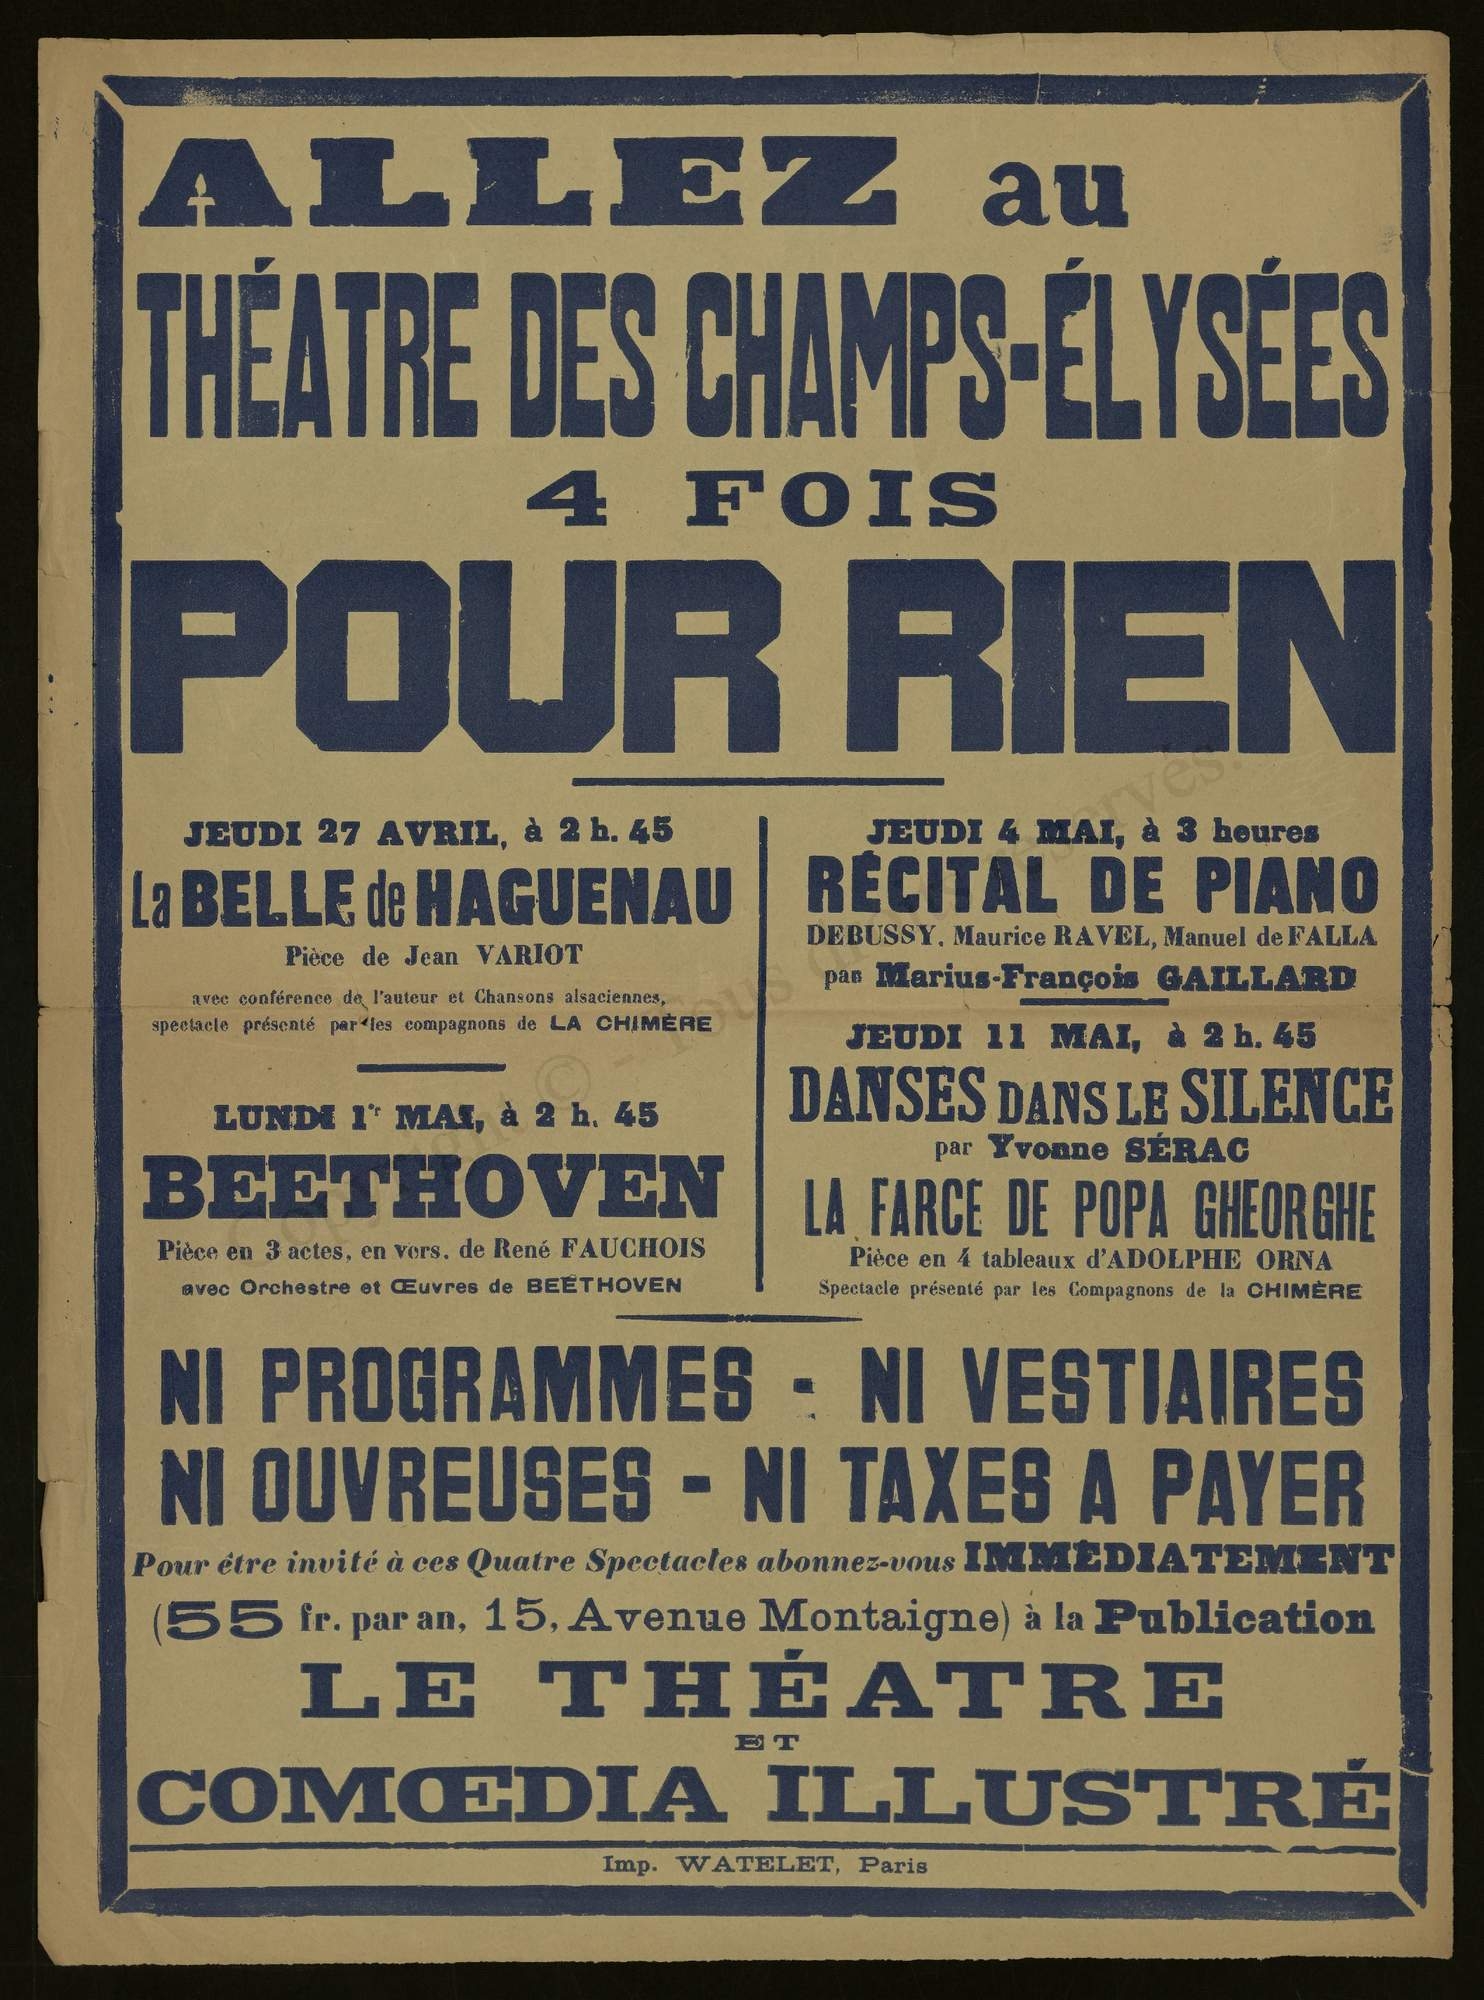 ALLEZ au
THÉATRE DES CHAMPS-ÉLYSÉES
4 FOIS
POUR RIEN
JEUDI 27 AVRIL, à 2 h. 45
La BELLE de HAGUENAU
Pièce de Jean VARIOT
avec conférence de l'auteur et Chansons alsaciennes,
spectacle présenté par les compagnons de LA CHIMÈRE
LUNDI 1er MAI, à 2 h. 45
BEETHOVEN
Pièce en 3 actes, en vers, de René FAUCHOIS
avec Orchestre et Œuvres de BEETHOVEN
JEUDI 4 MAI, à 3 heures
RÉCITAL DE PIANO
DEBUSSY, Maurice RAVEL, Manuel de FALLA
par Marius-François GAILLARD
JEUDI 11 MAI, à 2 h. 45
DANSES DANS LE SILENCE
par Yvonne SÉRAC
LA FARCE DE POPA GHEORGHE
Pièce en 4 tableaux d'ADOLPHE ORNA
Spectacle présenté par les Compagnons de la CHIMÈRE
NI PROGRAMMES - NI VESTIAIRES
NI OUVREUSES - NI TAXES A PAYER
Pour être invité à ces Quatre Spectacles abonnez-vous IMMÉDIATEMENT
(55 fr. par an, 15, Avenue Montaigne) à la Publication
LE THÉATRE
ET
COMŒDIA ILLUSTRÉ
Imp. WATELET, Paris
Copyright © - Tous droits réservés.